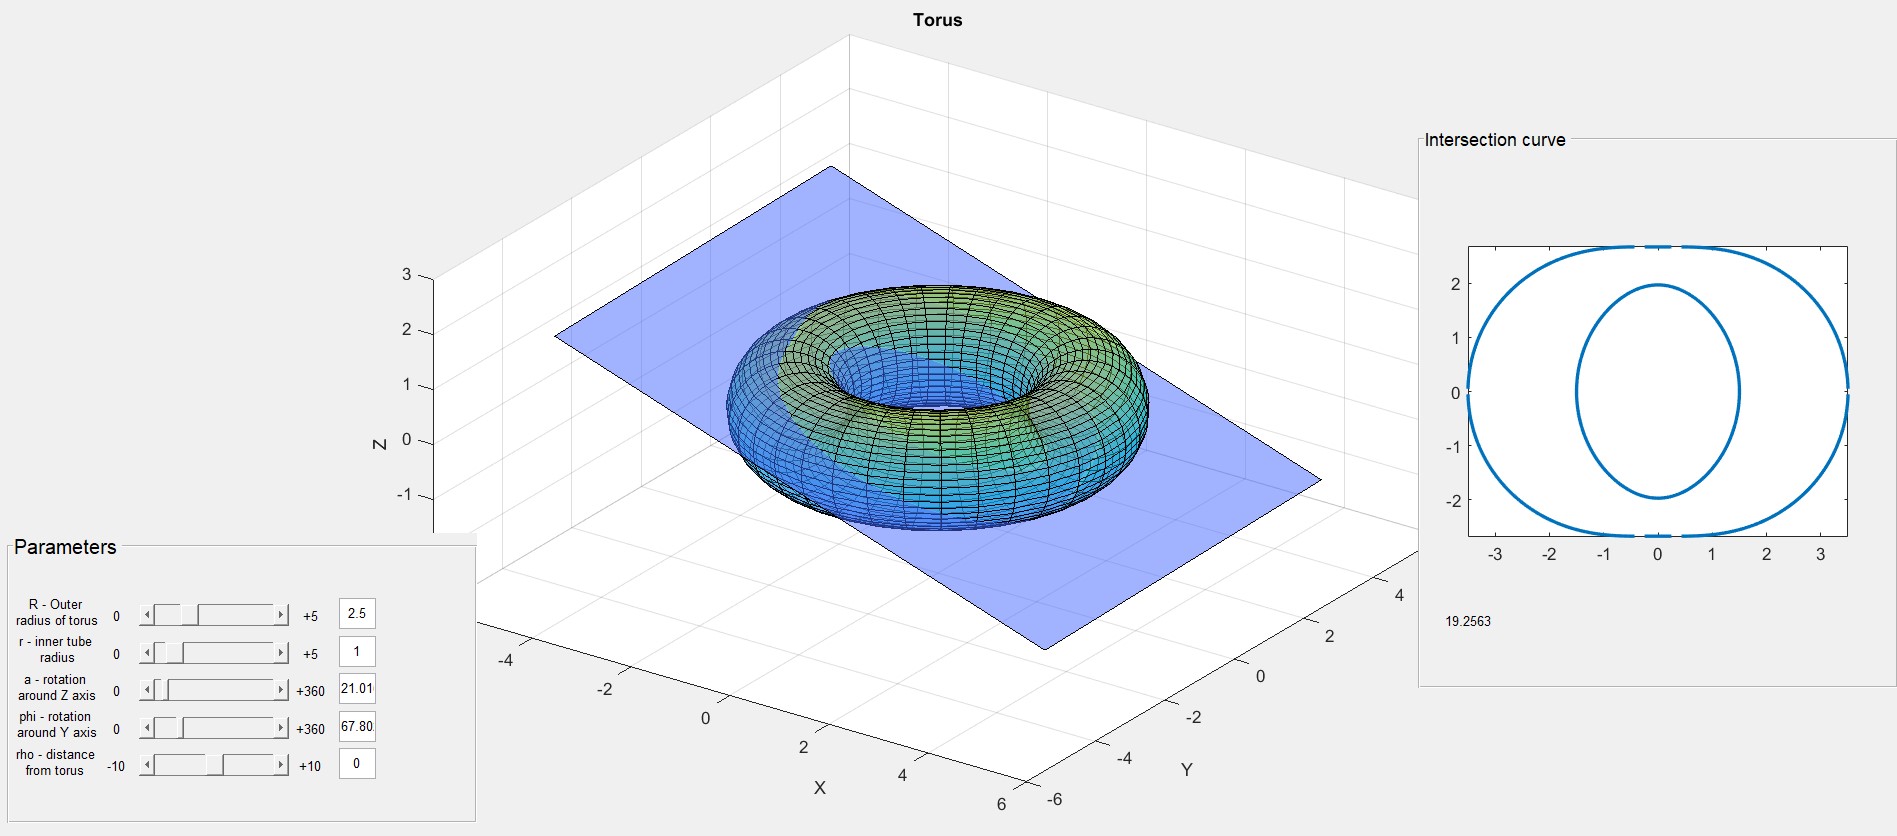 Torus
3
2
1
0
-1
Z
-4
-2
0
2
4
6
X
-6
-4
-2
0
2
4
Y
Parameters
R - Outer
radius of torus
0
+5
2.5
r - inner tube
radius
0
+5
1
a - rotation
around Z axis
0
+360
21.01
phi - rotation
around Y axis
0
+360
67.80
rho - distance
from torus
-10
+10
0
Intersection curve
2
1
0
-1
-2
-3
-2
-1
0
1
2
3
19.2563